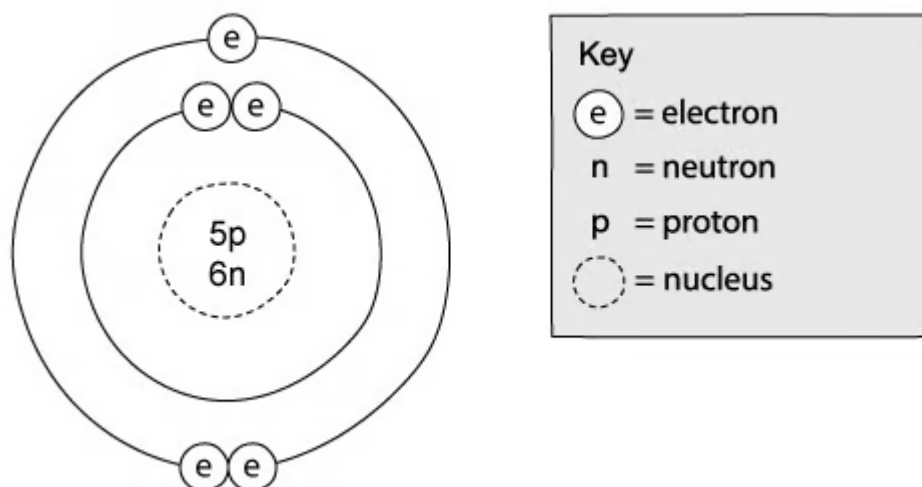 e
e e
5p
6n
e e
Key
e = electron
n = neutron
p = proton
= nucleus